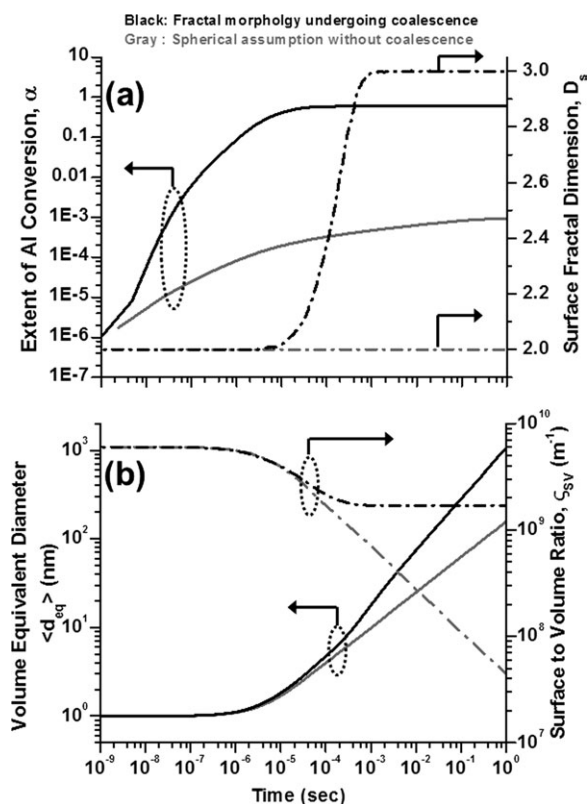 Black: Fractal morpholgy undergoing coalescence
Gray : Spherical assumption without coalescence
(a)
Extent of Al Conversion, α
10
1
0.1
0.01
1E-3
1E-4
1E-5
1E-6
1E-7
Surface Fractal Dimension, Dₛ
3.0
2.8
2.6
2.4
2.2
2.0
(b)
Volume Equivalent Diameter
<d_eq> (nm)
10³
10²
10¹
10⁰
Surface to Volume Ratio, ς_SV (m⁻¹)
10¹⁰
10⁹
10⁸
10⁷
10⁻⁹ 10⁻⁸ 10⁻⁷ 10⁻⁶ 10⁻⁵ 10⁻⁴ 10⁻³ 10⁻² 10⁻¹ 10⁰
Time (sec)